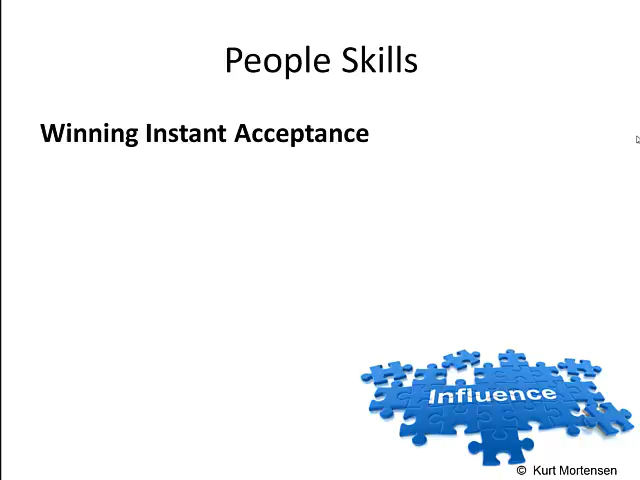 People Skills
Winning Instant Acceptance
Influence
© Kurt Mortensen